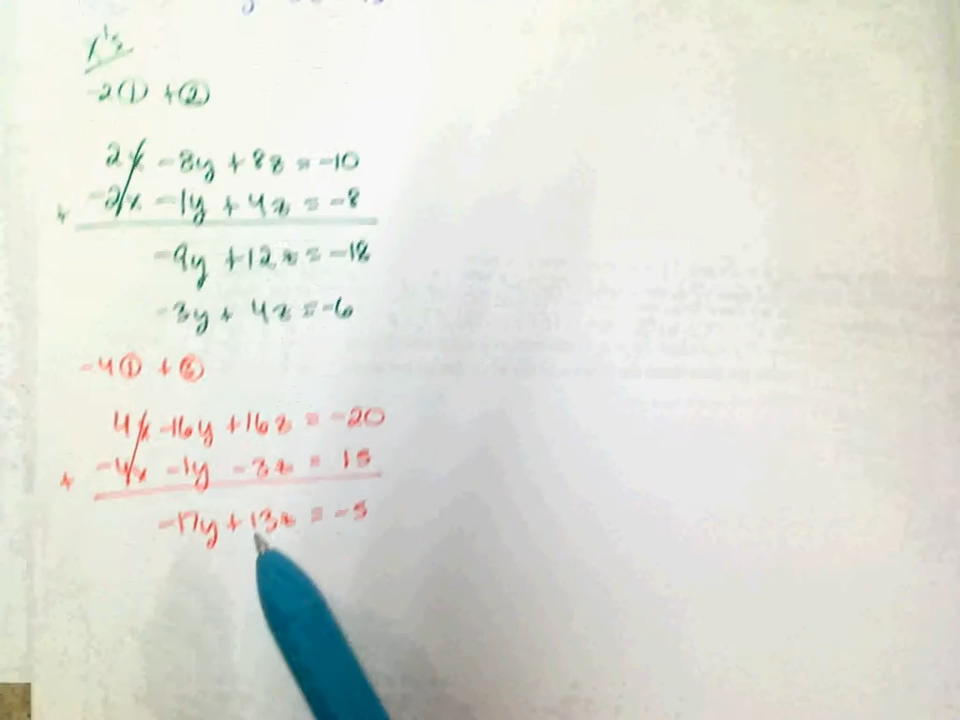 x's
-2① + ②
2x - 8y + 8z = -10
-2x - 1y + 4z = -8
+
-9y + 12z = -18
-3y + 4z = -6
-4① + ③
4x - 16y + 16z = -20
-4x - 1y - 3z = 15
+
-17y + 13z = -5